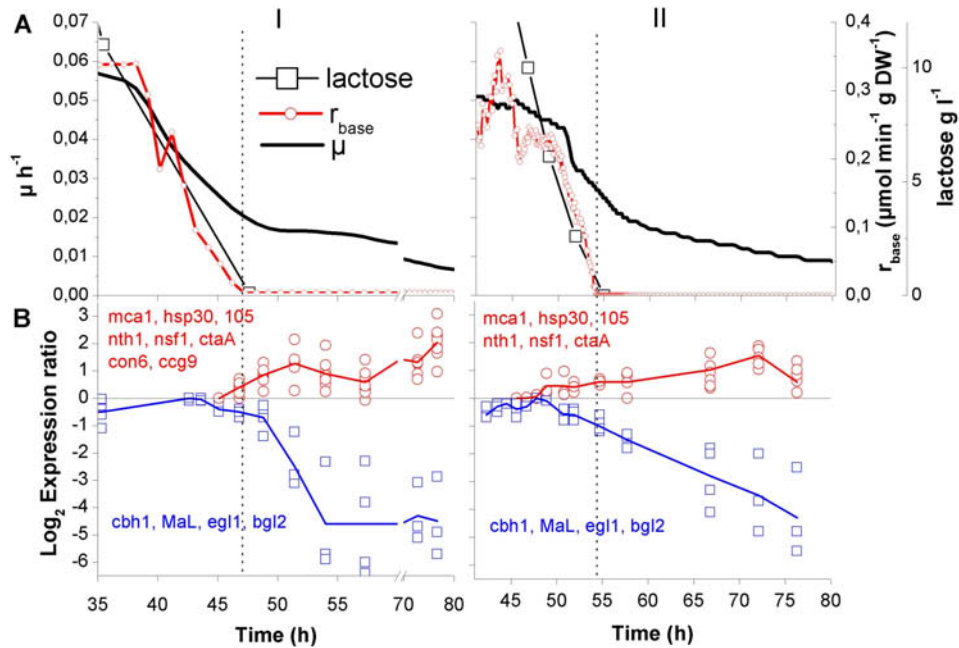 A
I
II
0,07
0,06
0,05
0,04
0,03
0,02
0,01
0,00
µ h-1
lactose
r base
µ
0,4
0,3
0,2
0,1
0,0
r base (µmol min-1 g DW-1)
10
5
0
lactose g l-1
B
3
2
1
0
-1
-2
-3
-4
-5
-6
Log2 Expression ratio
mca1, hsp30, 105
nth1, nsf1, ctaA
con6, ccg9
cbh1, MaL, egl1, bgl2
mca1, hsp30, 105
nth1, nsf1, ctaA
cbh1, MaL, egl1, bgl2
35 40 45 50 55 60 70 80
Time (h)
45 50 55 60 65 70 75 80
Time (h)